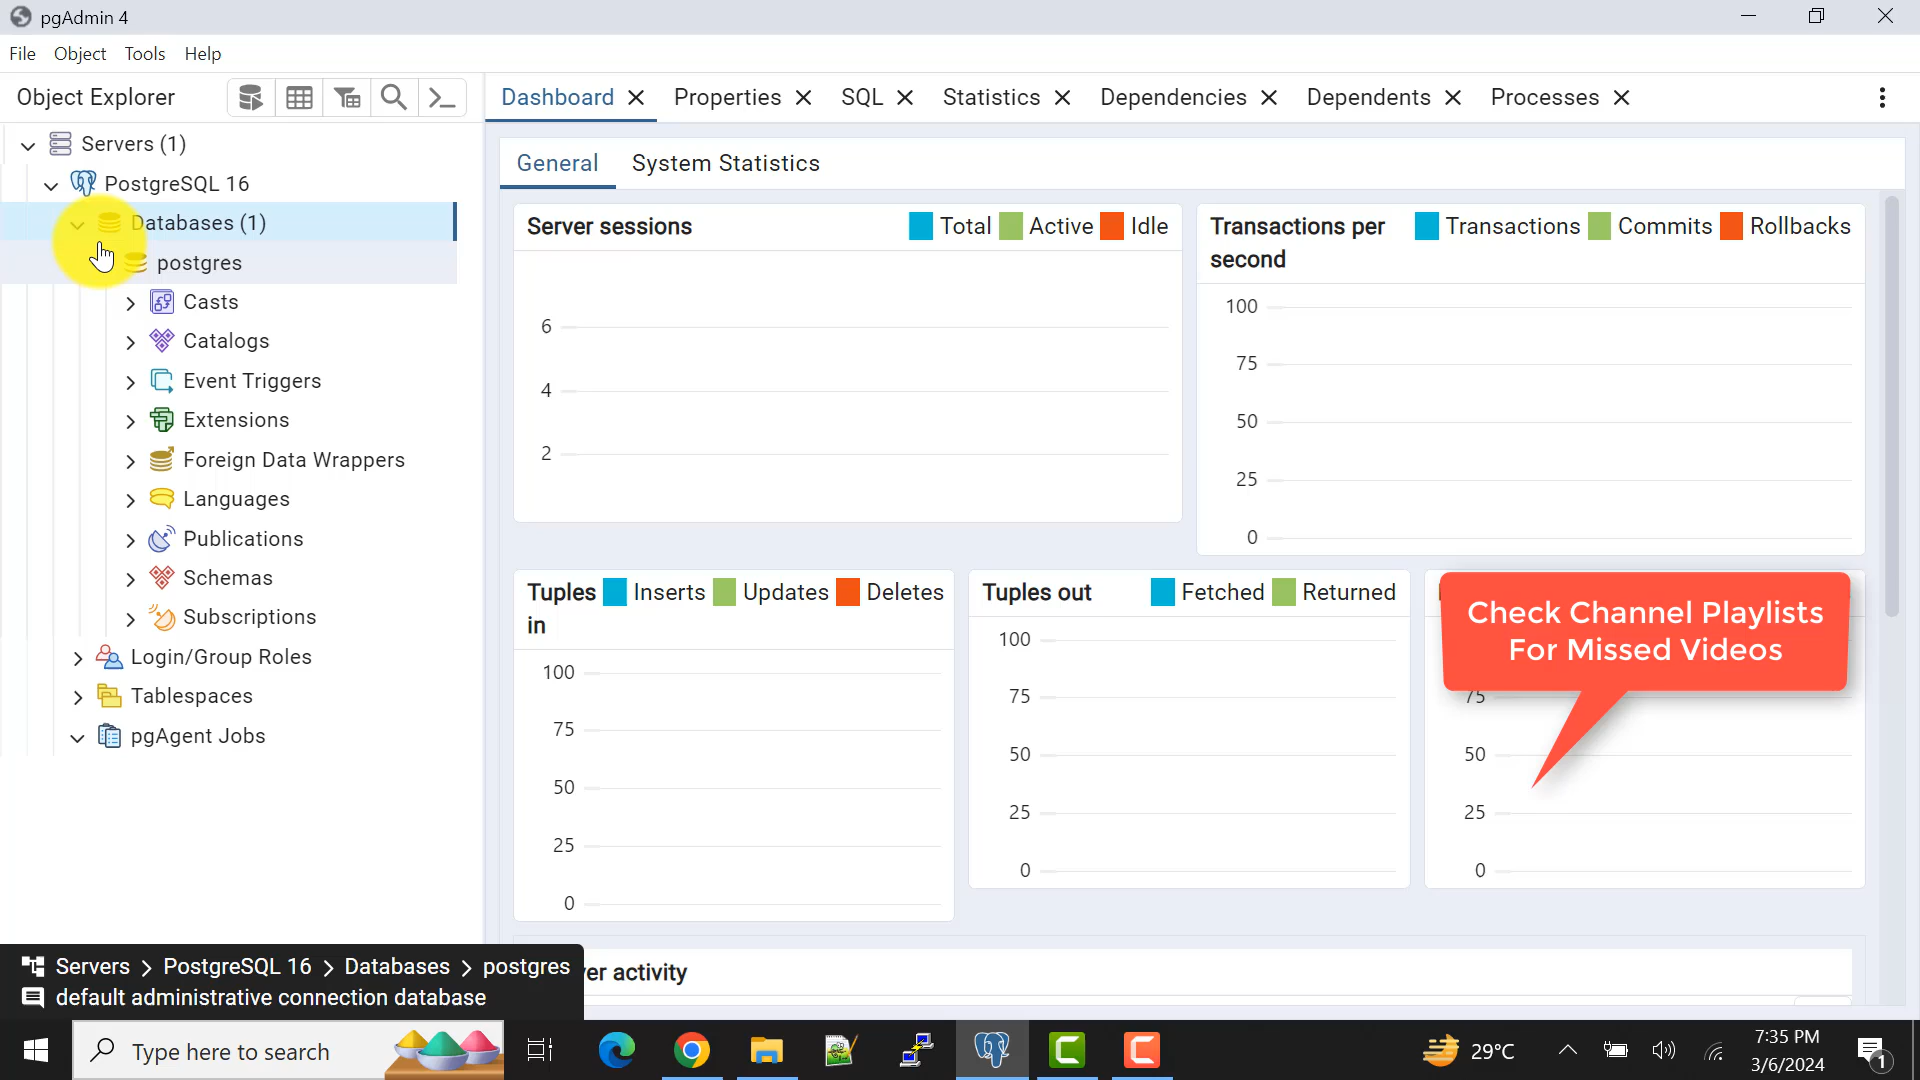 pgAdmin 4
File Object Tools Help
Object Explorer
Dashboard Properties SQL Statistics Dependencies Dependents Processes
Servers (1)
PostgreSQL 16
Databases (1)
postgres
Casts
Catalogs
Event Triggers
Extensions
Foreign Data Wrappers
Languages
Publications
Schemas
Subscriptions
Login/Group Roles
Tablespaces
pgAgent Jobs
General System Statistics
Server sessions
Total Active Idle
6
4
2
Transactions per
second
Transactions Commits Rollbacks
100
75
50
25
0
Tuples
in
Inserts Updates Deletes
100
75
50
25
0
Tuples out
Fetched Returned
100
75
50
25
0
Check Channel Playlists
For Missed Videos
75
50
25
0
er activity
Servers > PostgreSQL 16 > Databases > postgres
default administrative connection database
Type here to search
29°C
7:35 PM
3/6/2024
1